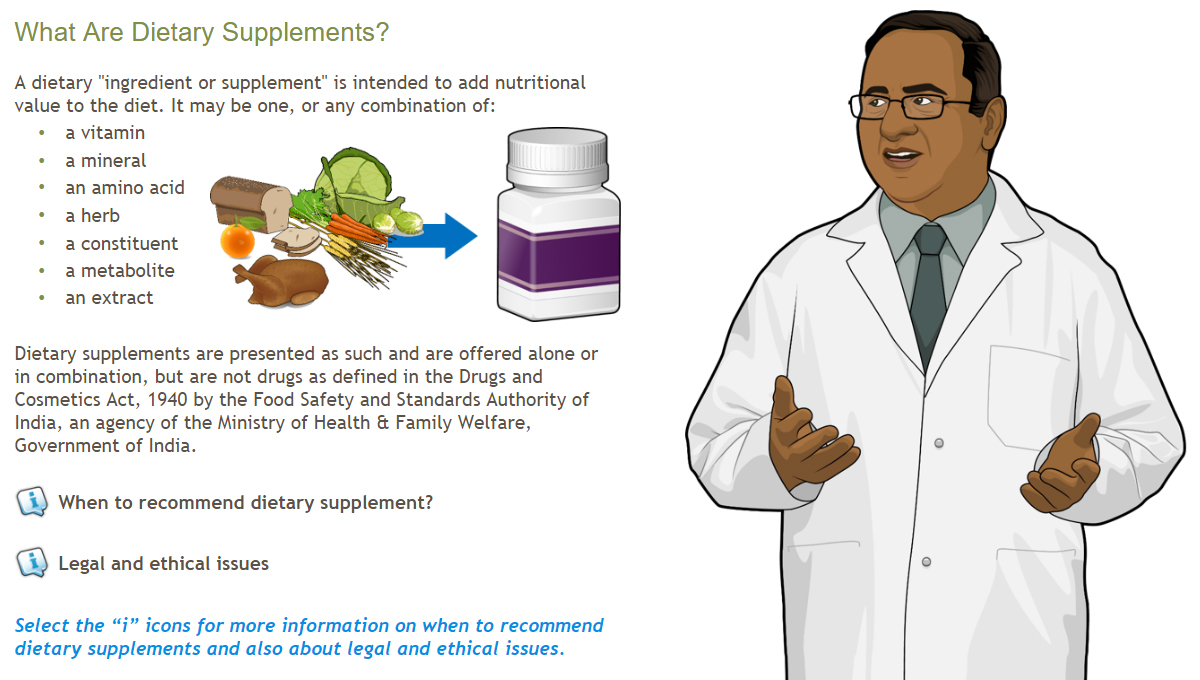 What Are Dietary Supplements?
A dietary "ingredient or supplement" is intended to add nutritional
value to the diet. It may be one, or any combination of:
• a vitamin
• a mineral
• an amino acid
• a herb
• a constituent
• a metabolite
• an extract
Dietary supplements are presented as such and are offered alone or
in combination, but are not drugs as defined in the Drugs and
Cosmetics Act, 1940 by the Food Safety and Standards Authority of
India, an agency of the Ministry of Health & Family Welfare,
Government of India.
i When to recommend dietary supplement?
i Legal and ethical issues
Select the “i” icons for more information on when to recommend
dietary supplements and also about legal and ethical issues.